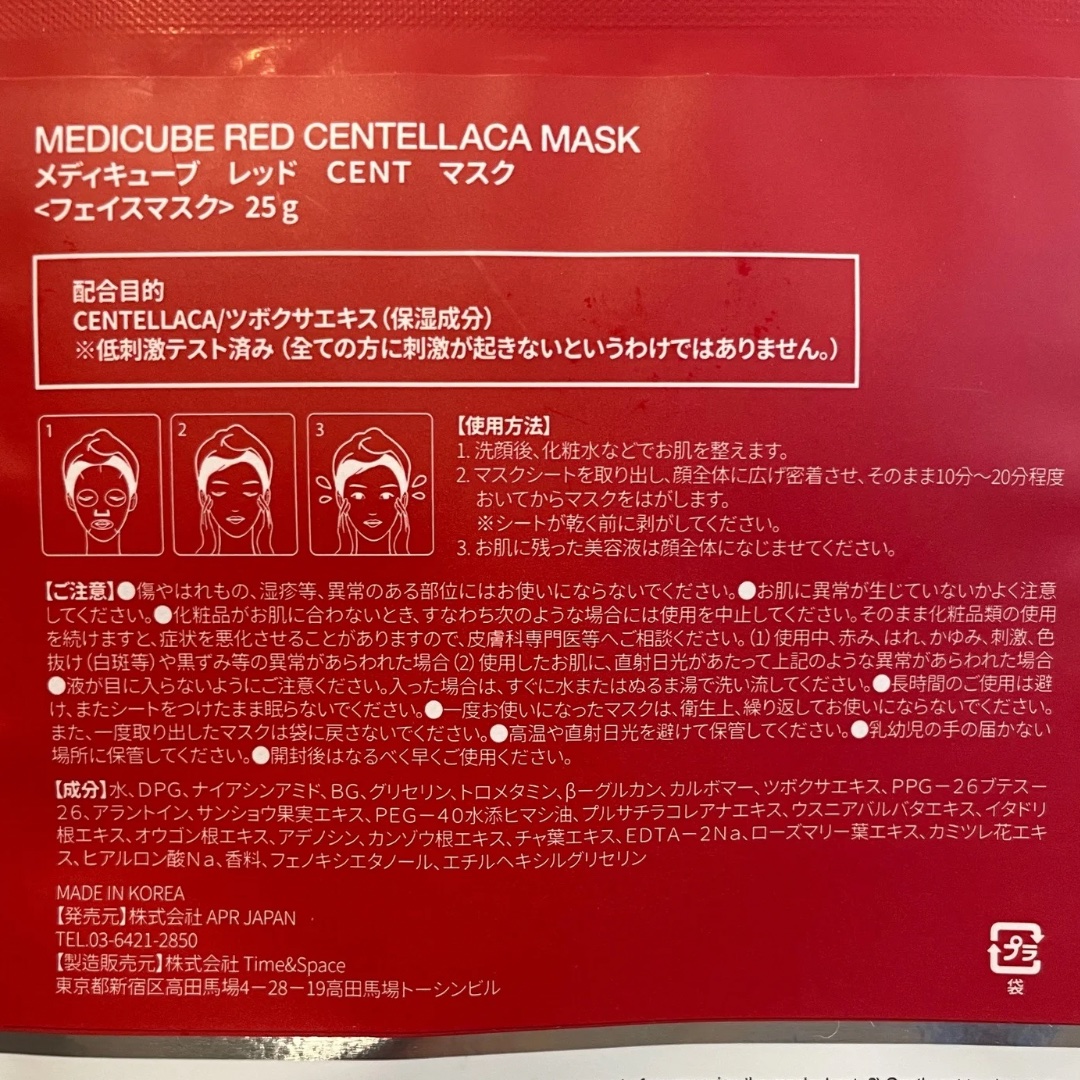 MEDICUBE RED CENTELLACA MASK
メディキューブ　レッド　CENT　マスク
<フェイスマスク> 25g
配合目的
CENTELLACA/ツボクサエキス（保湿成分）
※低刺激テスト済み（全ての方に刺激が起きないというわけではありません。）
1 2 3
【使用方法】
1. 洗顔後、化粧水などでお肌を整えます。
2. マスクシートを取り出し、顔全体に広げ密着させ、そのまま10分〜20分程度
おいてからマスクをはがします。
※シートが乾く前に剥がしてください。
3. お肌に残った美容液は顔全体になじませてください。
【ご注意】●傷やはれもの、湿疹等、異常のある部位にはお使いにならないでください。●お肌に異常が生じていないかよく注意
してください。●化粧品がお肌に合わないとき、すなわち次のような場合には使用を中止してください。そのまま化粧品類の使用
を続けますと、症状を悪化させることがありますので、皮膚科専門医等へご相談ください。（1）使用中、赤み、はれ、かゆみ、刺激、色
抜け（白斑等）や黒ずみ等の異常があらわれた場合（2）使用したお肌に、直射日光があたって上記のような異常があらわれた場合
●液が目に入らないようにご注意ください。入った場合は、すぐに水またはぬるま湯で洗い流してください。●長時間のご使用は避
け、またシートをつけたまま眠らないでください。●一度お使いになったマスクは、衛生上、繰り返してお使いにならないでください。
また、一度取り出したマスクは袋に戻さないでください。●高温や直射日光を避けて保管してください。●乳幼児の手の届かない
場所に保管してください。●開封後はなるべく早くご使用ください。
【成分】水、DPG、ナイアシンアミド、BG、グリセリン、トロメタミン、βーグルカン、カルボマー、ツボクサエキス、PPG－26ブテスー
26、アラントイン、サンショウ果実エキス、PEG－40水添ヒマシ油、プルサチラコレアナエキス、ウスニアバルバタエキス、イタドリ
根エキス、オウゴン根エキス、アデノシン、カンゾウ根エキス、チャ葉エキス、EDTA－2Na、ローズマリー葉エキス、カミツレ花エキ
ス、ヒアルロン酸Na、香料、フェノキシエタノール、エチルヘキシルグリセリン
MADE IN KOREA
【発売元】株式会社 APR JAPAN
TEL.03-6421-2850
【製造販売元】株式会社 Time&Space
東京都新宿区高田馬場4－28－19高田馬場トーシンビル
プラ
袋